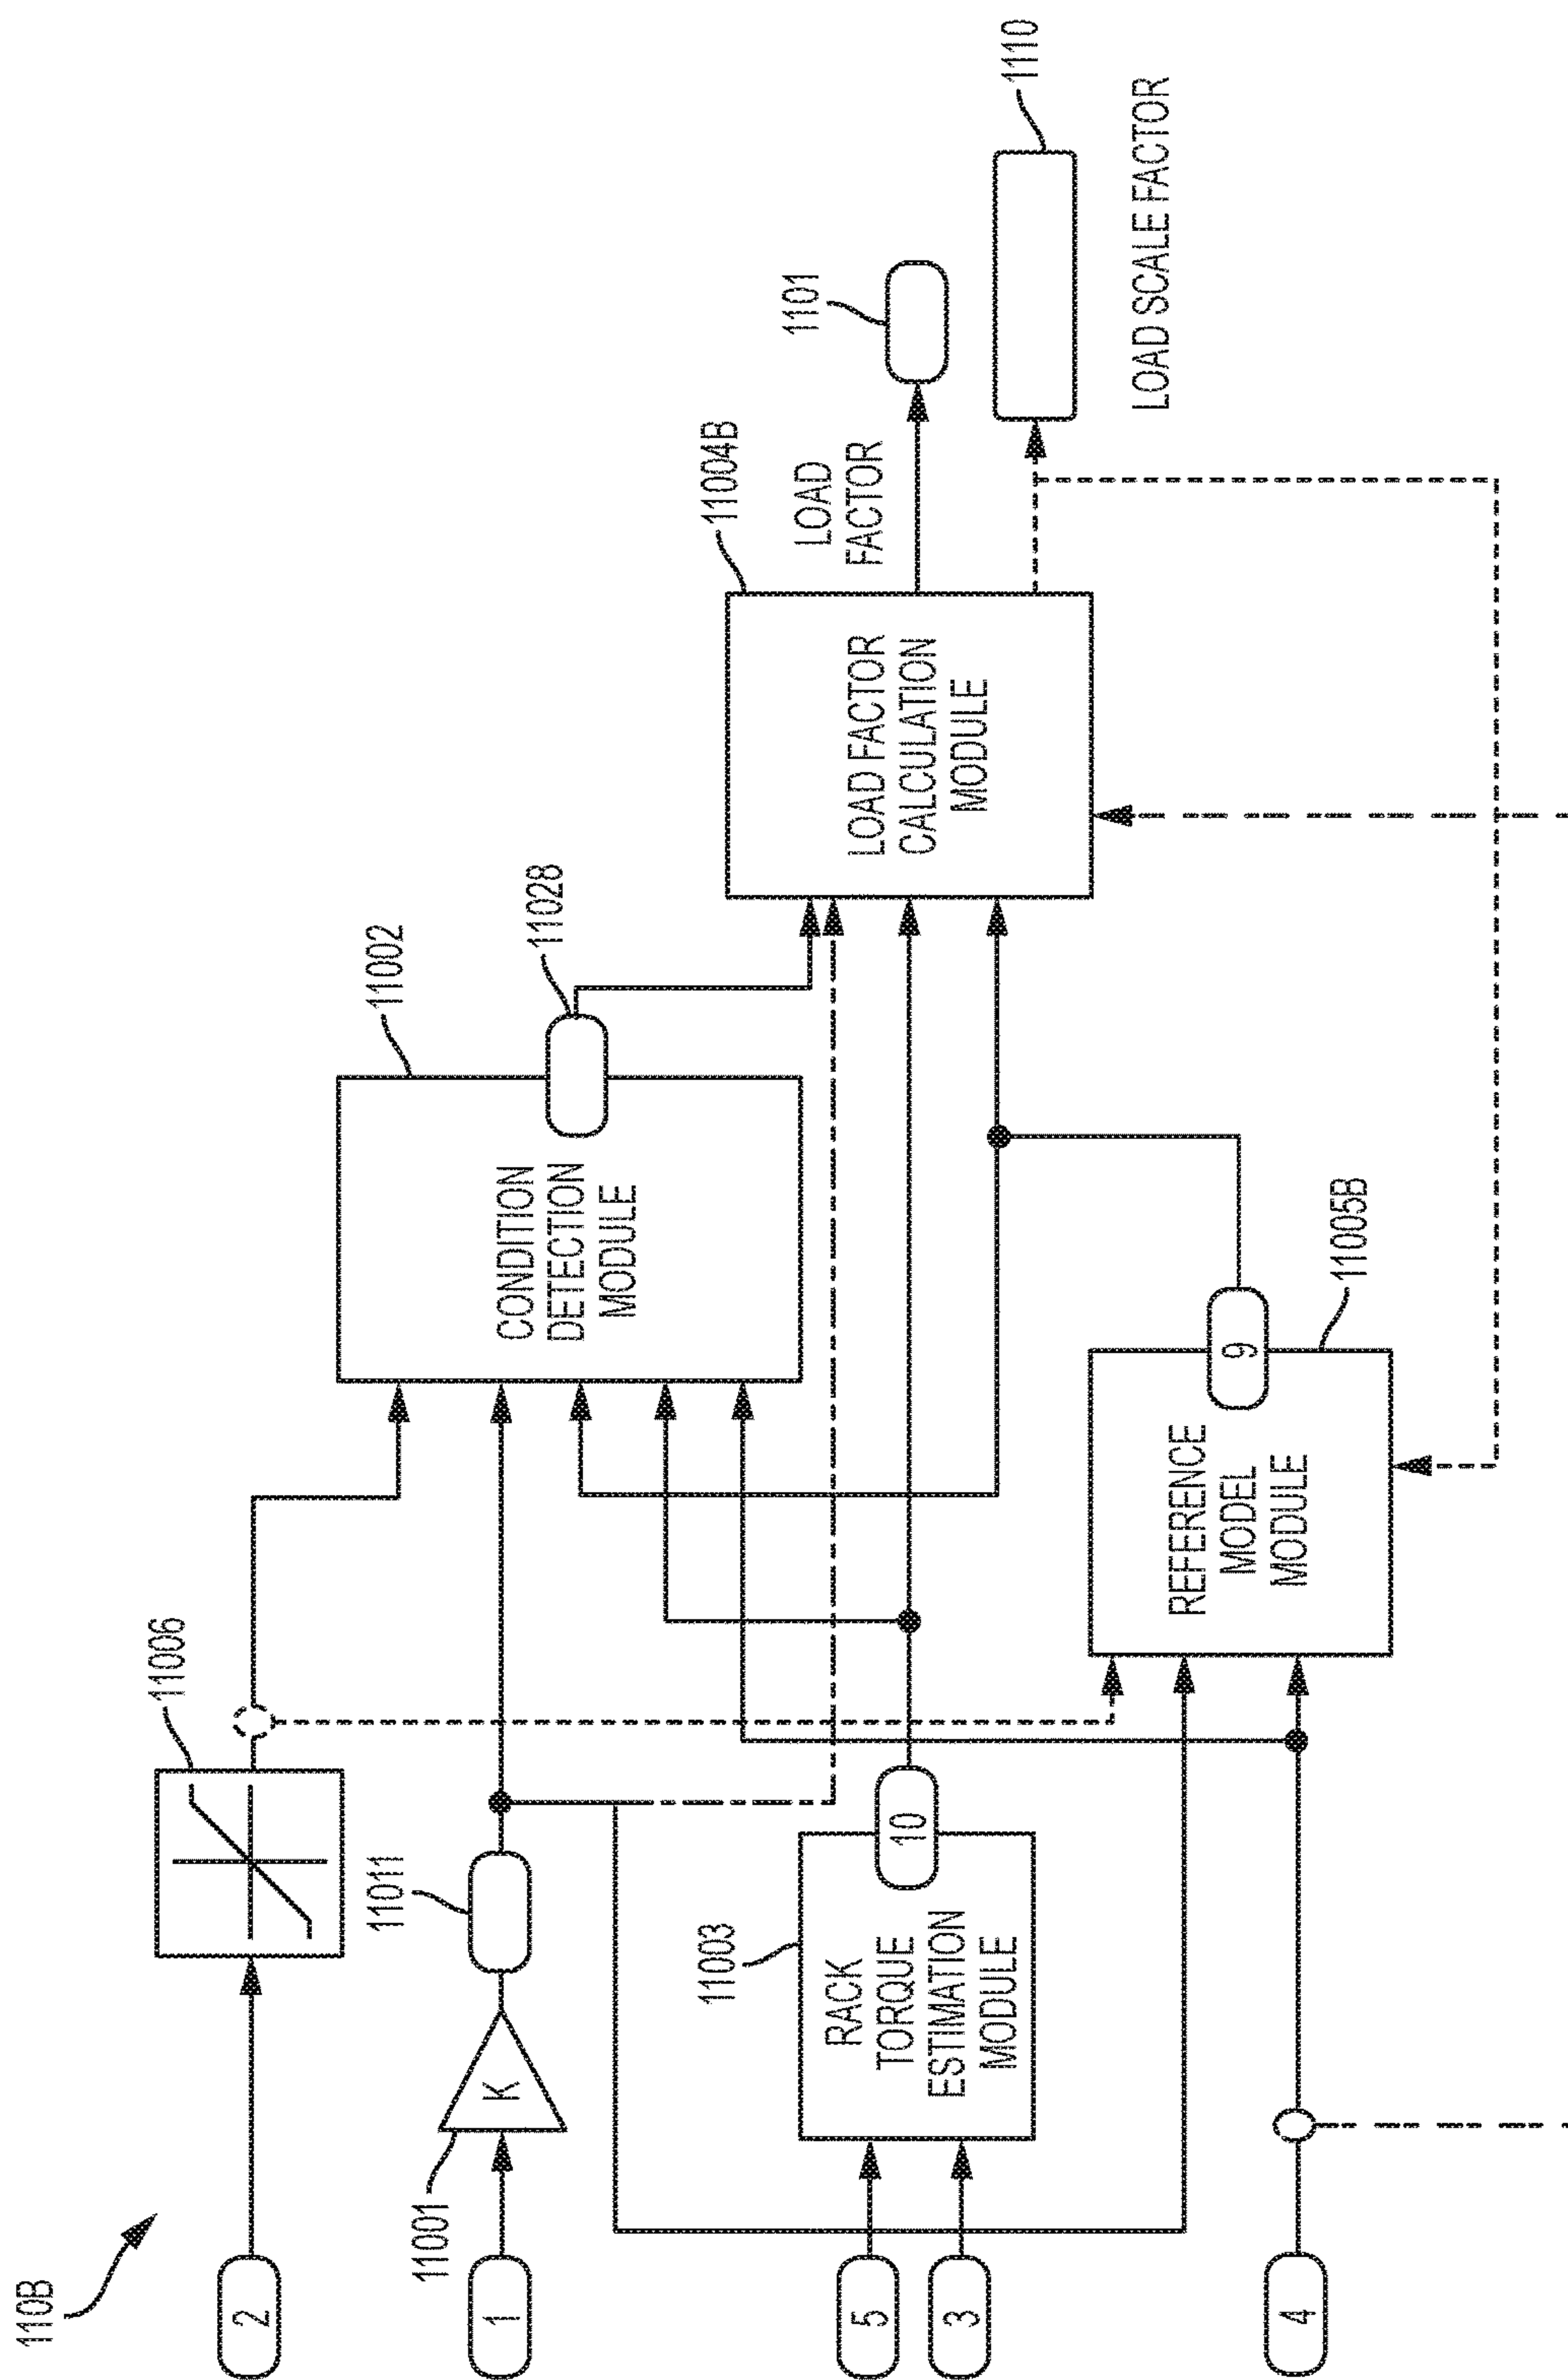 110B
2
11006
1
11001
K
11011
CONDITION
DETECTION
MODULE
11002
11028
5
3
11003
RACK
TORQUE
ESTIMATION
MODULE
10
4
REFERENCE
MODEL
MODULE
9
11005B
LOAD FACTOR
CALCULATION
MODULE
11004B
LOAD
FACTOR
1101
1110
LOAD SCALE FACTOR